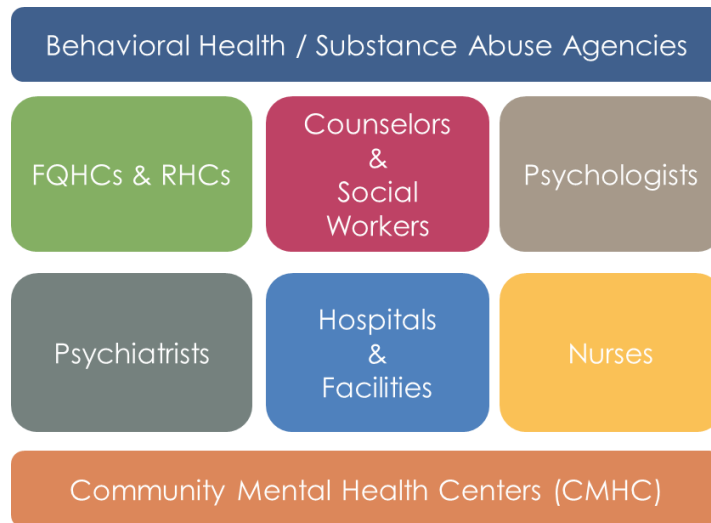 Behavioral Health / Substance Abuse Agencies
FQHCs & RHCs
Counselors
&
Social
Workers
Psychologists
Psychiatrists
Hospitals
&
Facilities
Nurses
Community Mental Health Centers (CMHC)